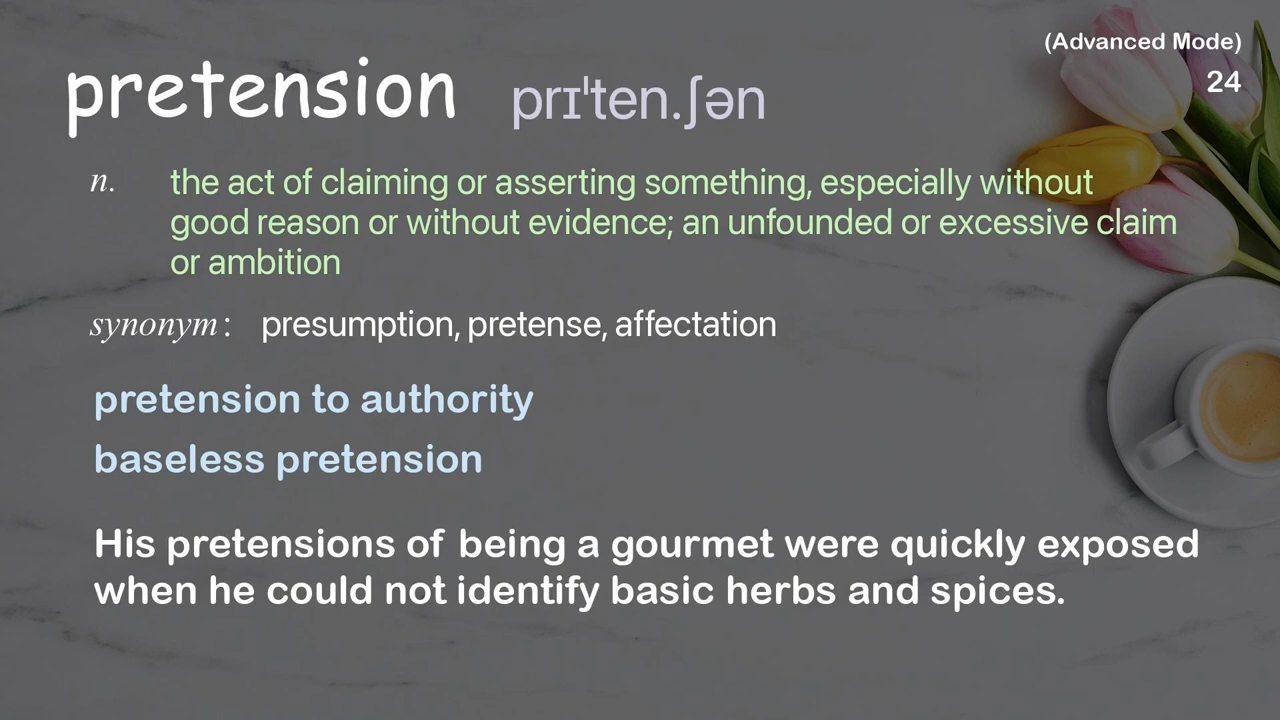 (Advanced Mode)
24
pretension prɪˈten.ʃən
n. the act of claiming or asserting something, especially without
good reason or without evidence; an unfounded or excessive claim
or ambition
synonym: presumption, pretense, affectation
pretension to authority
baseless pretension
His pretensions of being a gourmet were quickly exposed
when he could not identify basic herbs and spices.